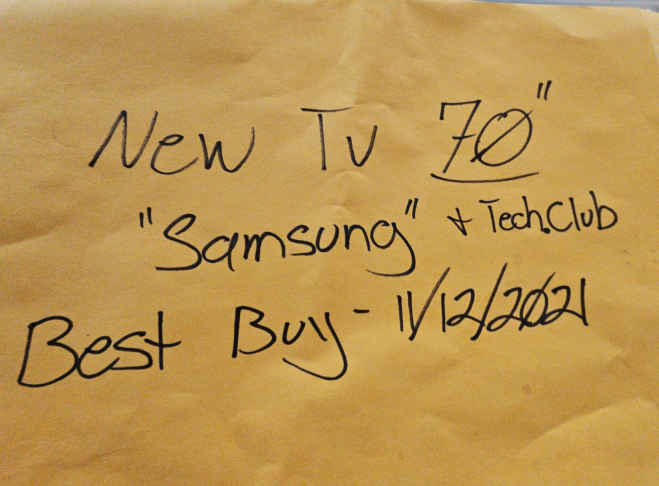 New Tv 70"
"Samsung" + Tech.Club
Best Buy - 11/12/2021